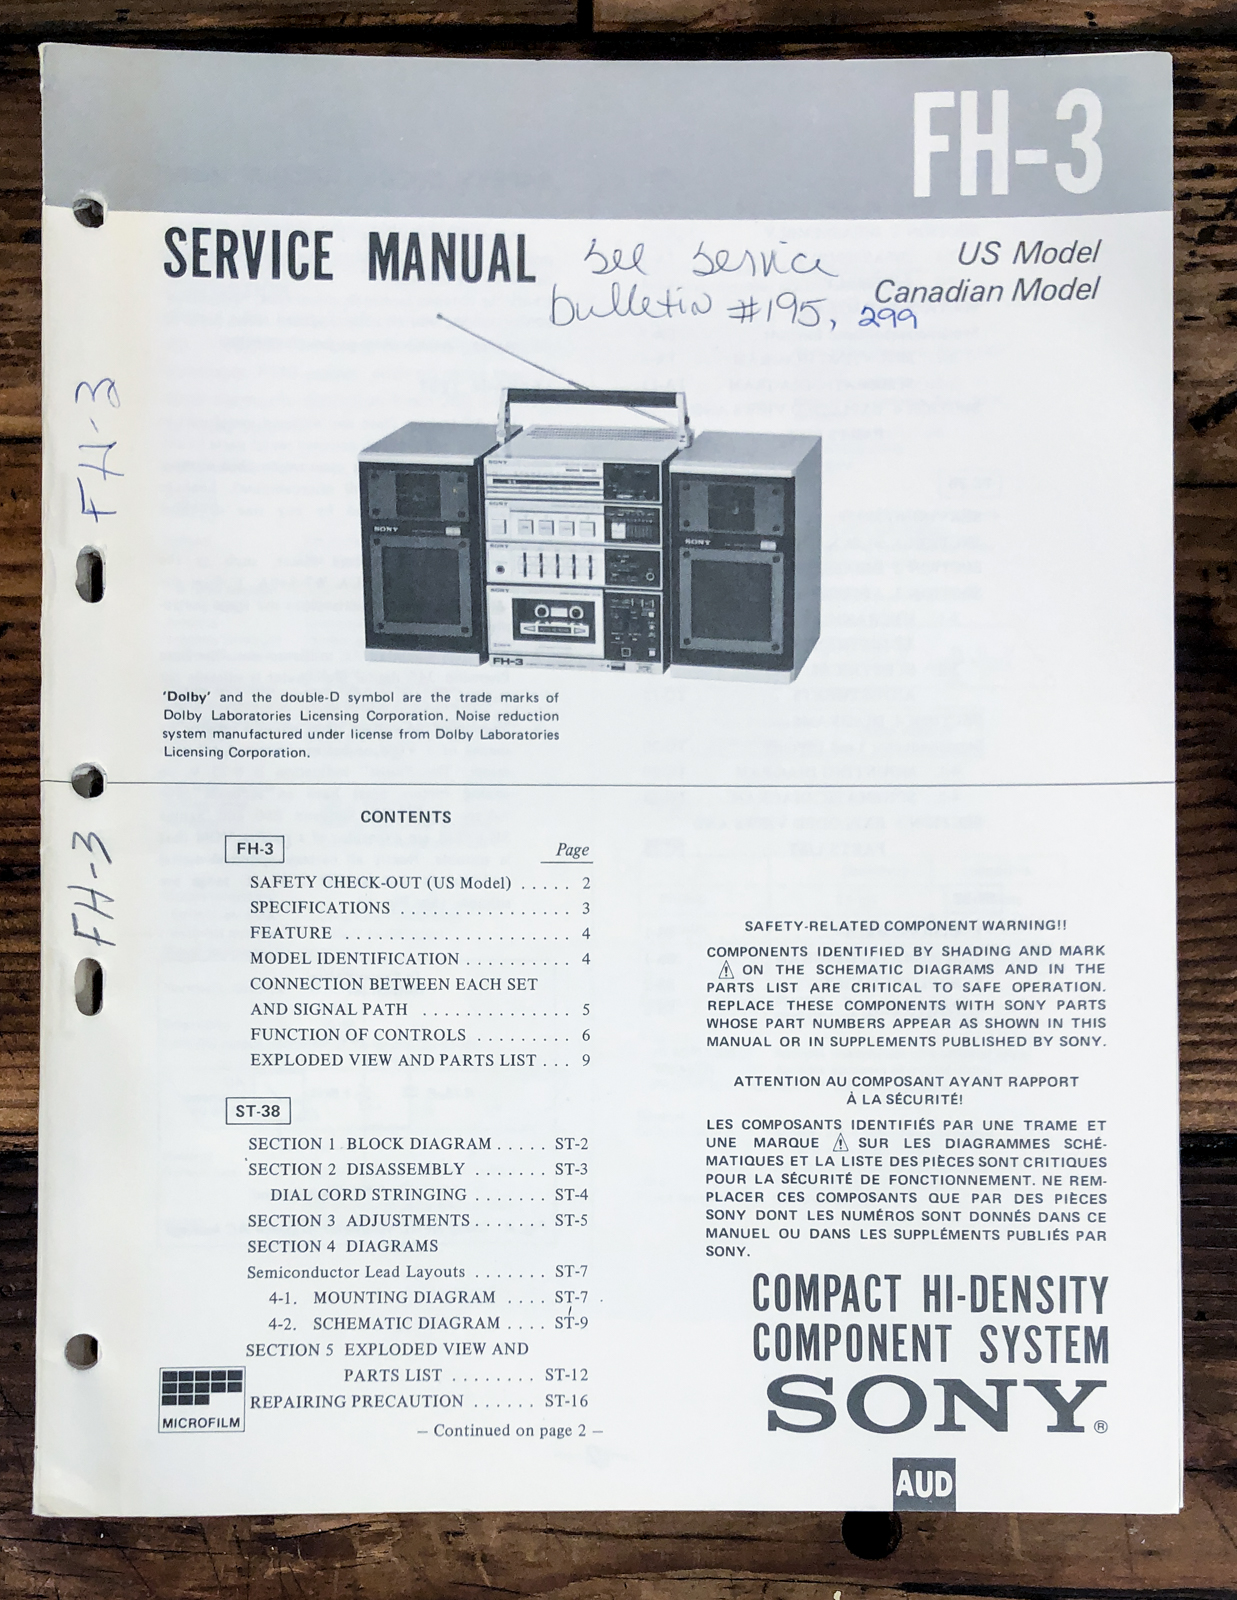 FH-3
SERVICE MANUAL
see service
bulletin #195, 299
US Model
Canadian Model
FH-3
FH-3
SONY
SONY
SONY
SONY
SONY
SONY
FH-3
'Dolby' and the double-D symbol are the trade marks of
Dolby Laboratories Licensing Corporation. Noise reduction
system manufactured under license from Dolby Laboratories
Licensing Corporation.
CONTENTS
FH-3
Page
SAFETY CHECK-OUT (US Model) ..... 2
SPECIFICATIONS ................ 3
FEATURE ...................... 4
MODEL IDENTIFICATION .......... 4
CONNECTION BETWEEN EACH SET
AND SIGNAL PATH .............. 5
FUNCTION OF CONTROLS ......... 6
EXPLODED VIEW AND PARTS LIST ... 9
ST-38
SECTION 1 BLOCK DIAGRAM ..... ST-2
SECTION 2 DISASSEMBLY ....... ST-3
DIAL CORD STRINGING ....... ST-4
SECTION 3 ADJUSTMENTS ....... ST-5
SECTION 4 DIAGRAMS
Semiconductor Lead Layouts ....... ST-7
4-1. MOUNTING DIAGRAM .... ST-7
4-2. SCHEMATIC DIAGRAM .... ST-9
SECTION 5 EXPLODED VIEW AND
PARTS LIST ........ ST-12
REPAIRING PRECAUTION ...... ST-16
– Continued on page 2 –
MICROFILM
SAFETY-RELATED COMPONENT WARNING!!
COMPONENTS IDENTIFIED BY SHADING AND MARK
⚠ ON THE SCHEMATIC DIAGRAMS AND IN THE
PARTS LIST ARE CRITICAL TO SAFE OPERATION.
REPLACE THESE COMPONENTS WITH SONY PARTS
WHOSE PART NUMBERS APPEAR AS SHOWN IN THIS
MANUAL OR IN SUPPLEMENTS PUBLISHED BY SONY.
ATTENTION AU COMPOSANT AYANT RAPPORT
À LA SÉCURITÉ!
LES COMPOSANTS IDENTIFIÉS PAR UNE TRAME ET
UNE MARQUE ⚠ SUR LES DIAGRAMMES SCHÉ-
MATIQUES ET LA LISTE DES PIÈCES SONT CRITIQUES
POUR LA SÉCURITÉ DE FONCTIONNEMENT. NE REM-
PLACER CES COMPOSANTS QUE PAR DES PIÈCES
SONY DONT LES NUMÉROS SONT DONNÉS DANS CE
MANUEL OU DANS LES SUPPLÉMENTS PUBLIÉS PAR
SONY.
COMPACT HI-DENSITY
COMPONENT SYSTEM
SONY®
AUD